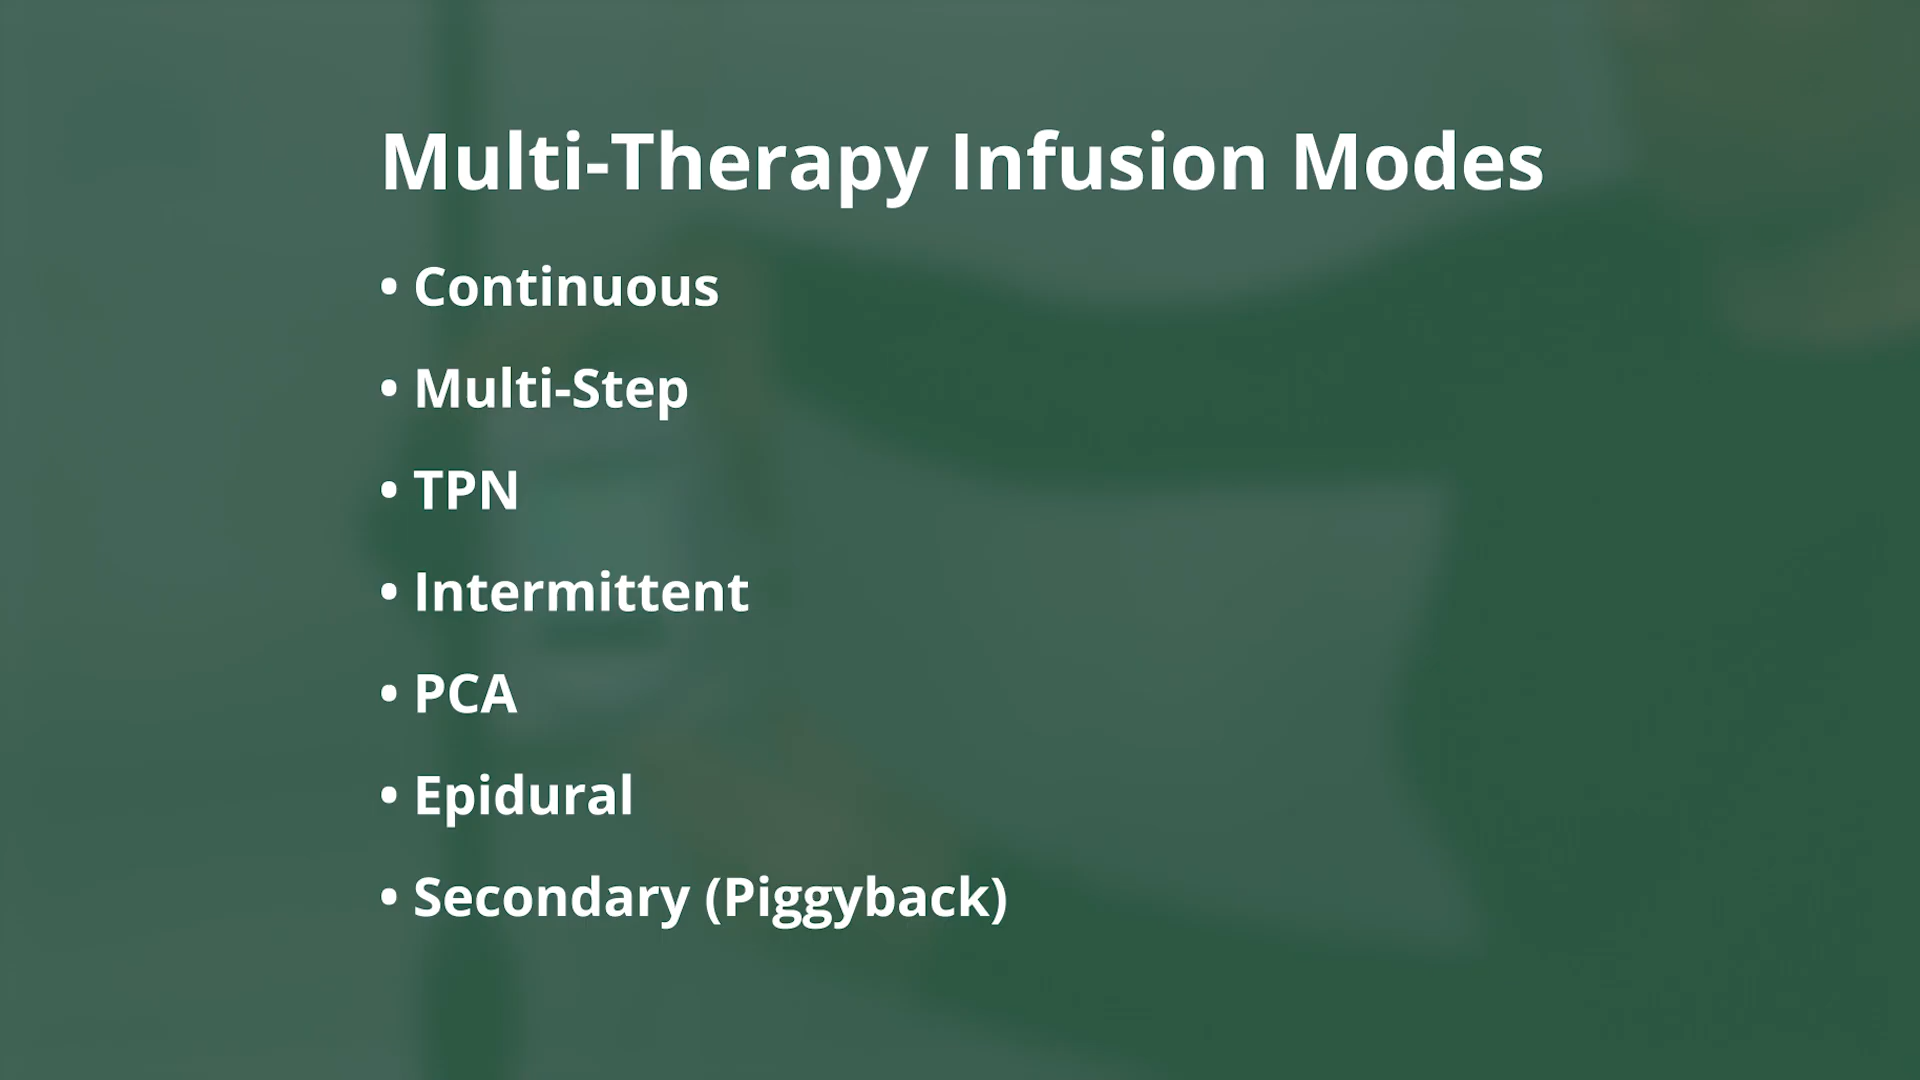 Multi-Therapy Infusion Modes
• Continuous
• Multi-Step
• TPN
• Intermittent
• PCA
• Epidural
• Secondary (Piggyback)